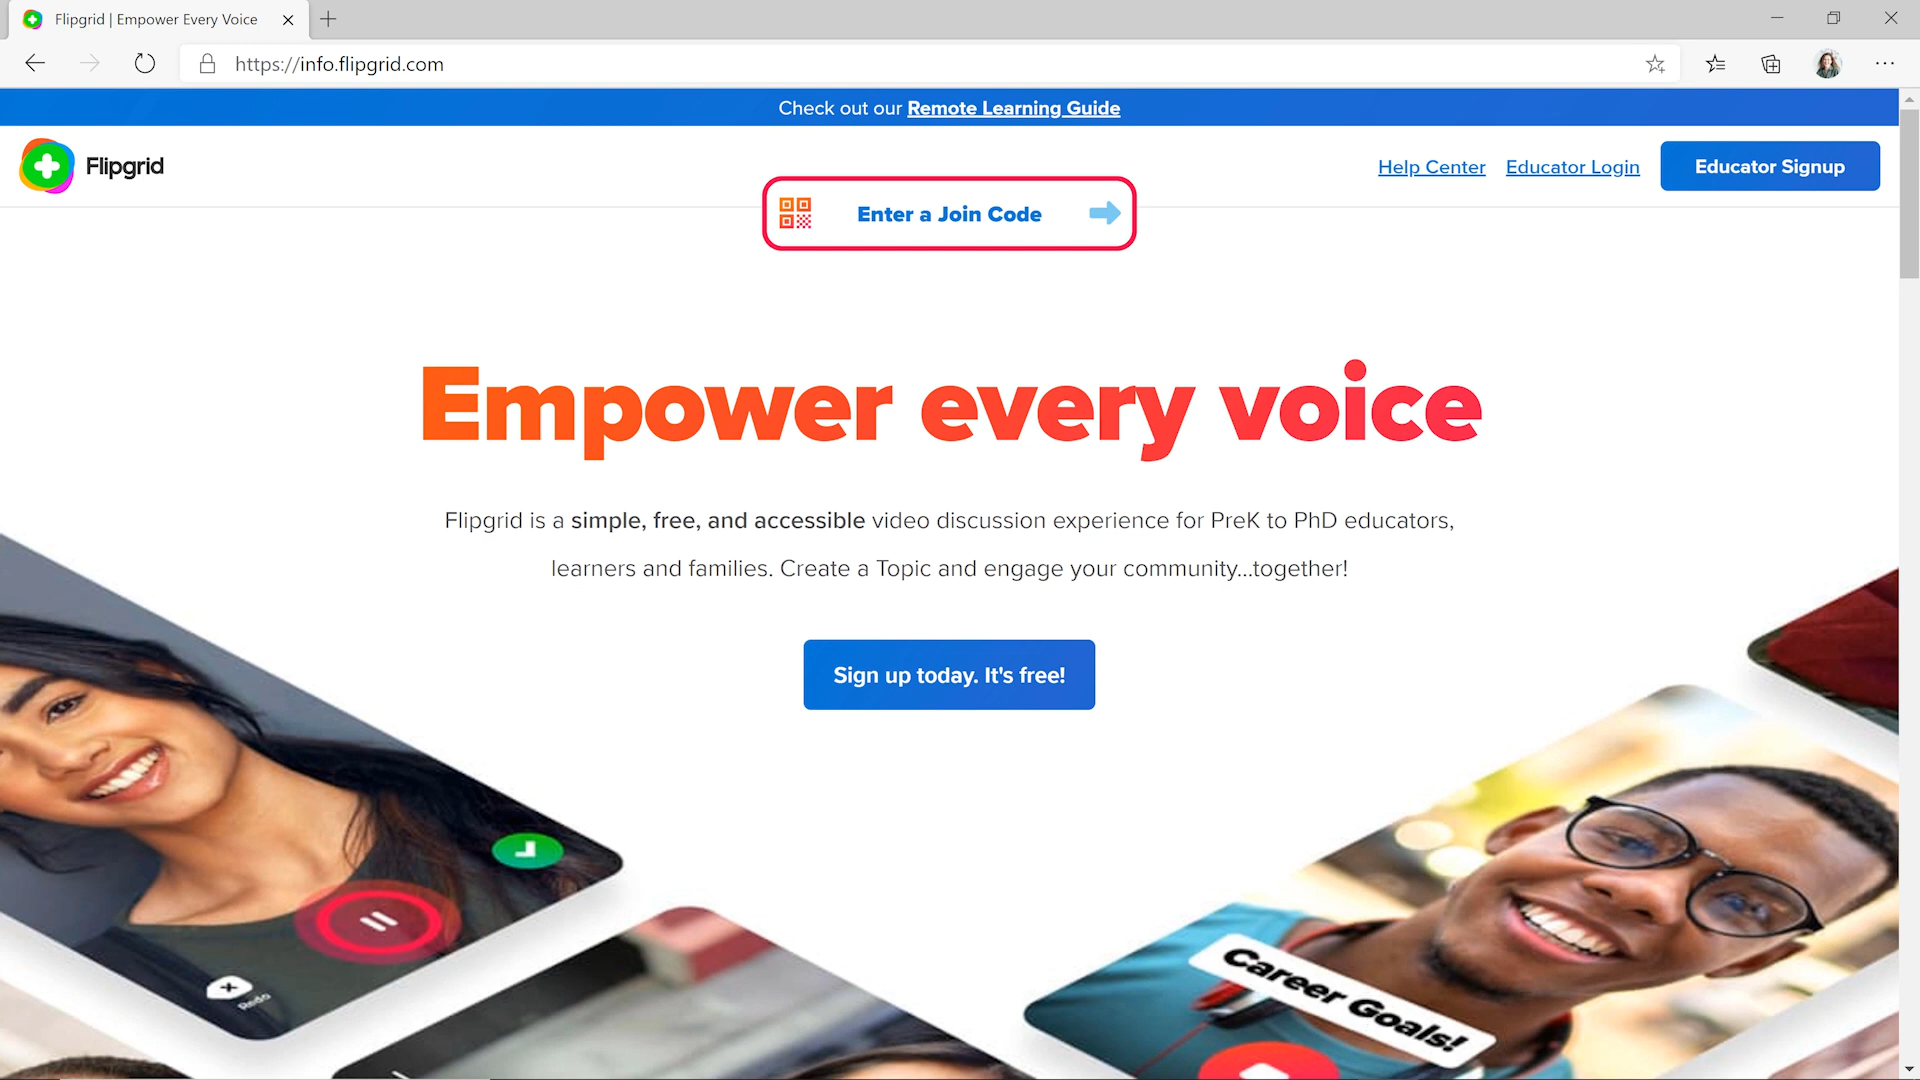 Flipgrid | Empower Every Voice
https://info.flipgrid.com
Check out our Remote Learning Guide
Flipgrid
Help Center
Educator Login
Educator Signup
Enter a Join Code
Empower every voice
Flipgrid is a simple, free, and accessible video discussion experience for PreK to PhD educators,
learners and families. Create a Topic and engage your community...together!
Sign up today. It's free!
Redo
Career Goals!